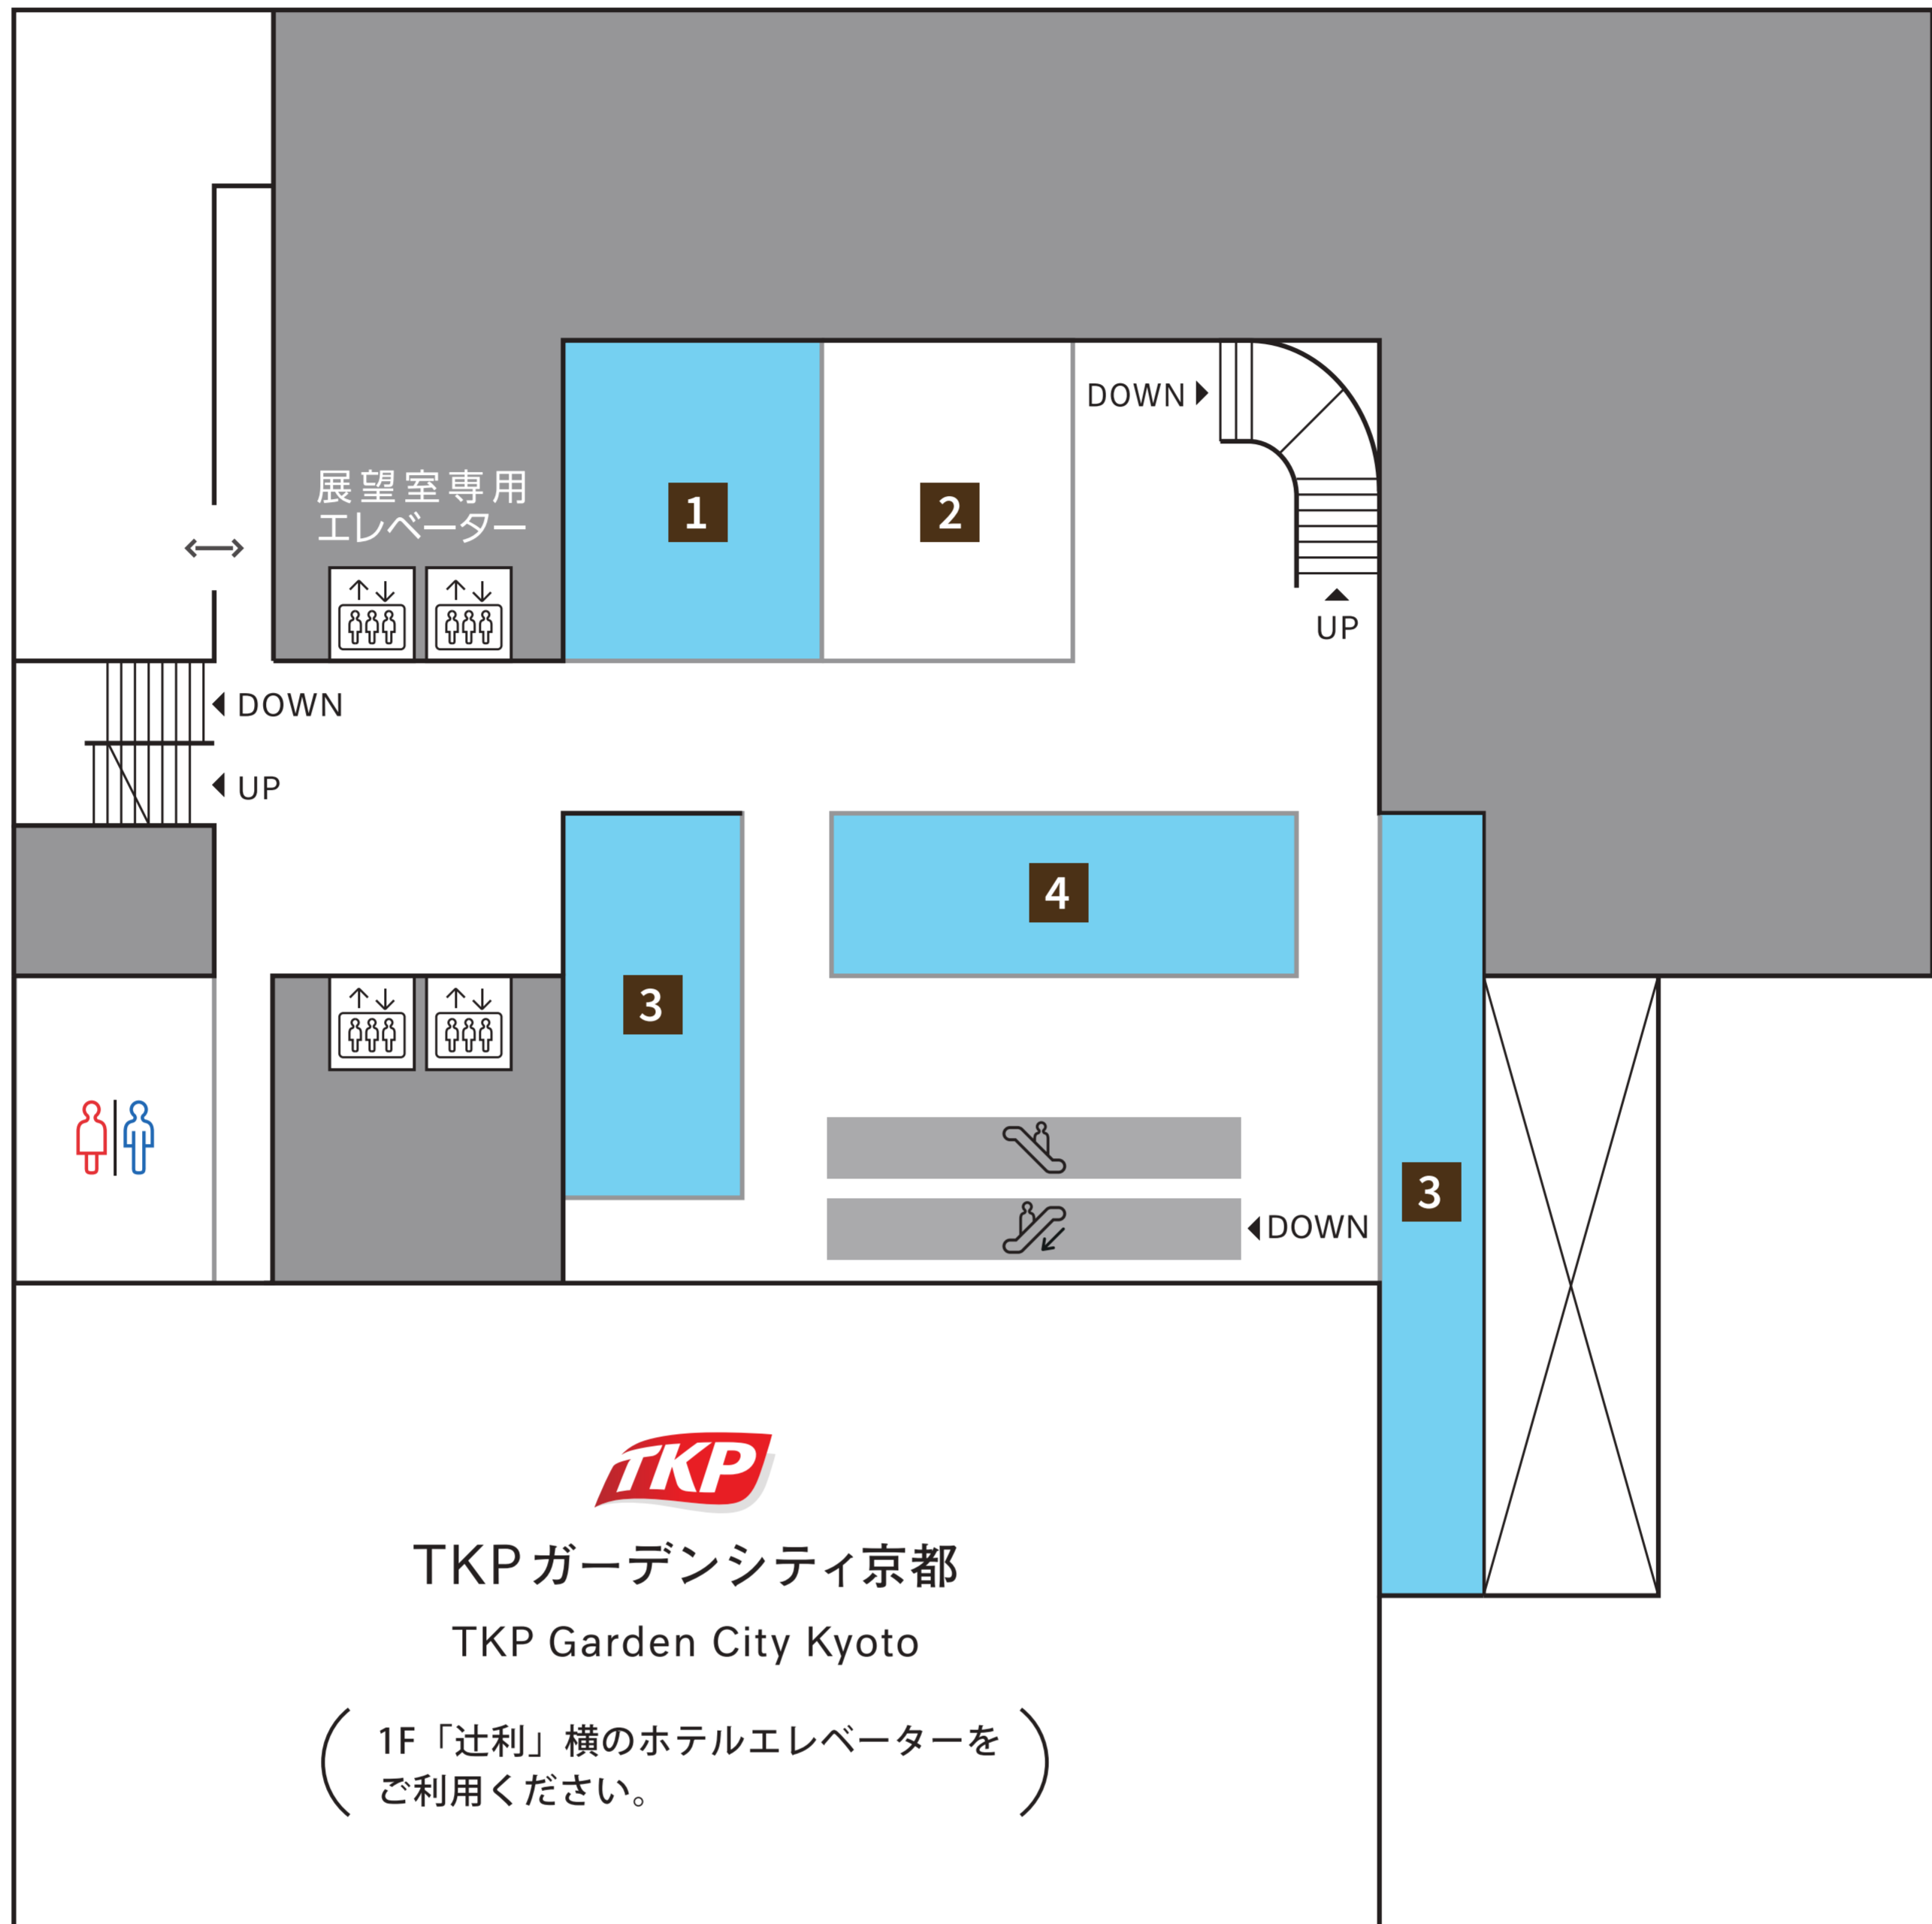 DOWN
展望室専用
エレベーター
1
2
UP
DOWN
UP
4
3
3
DOWN
TKP
TKPガーデンシティ京都
TKP Garden City Kyoto
1F「辻利」横のホテルエレベーターを
ご利用ください。